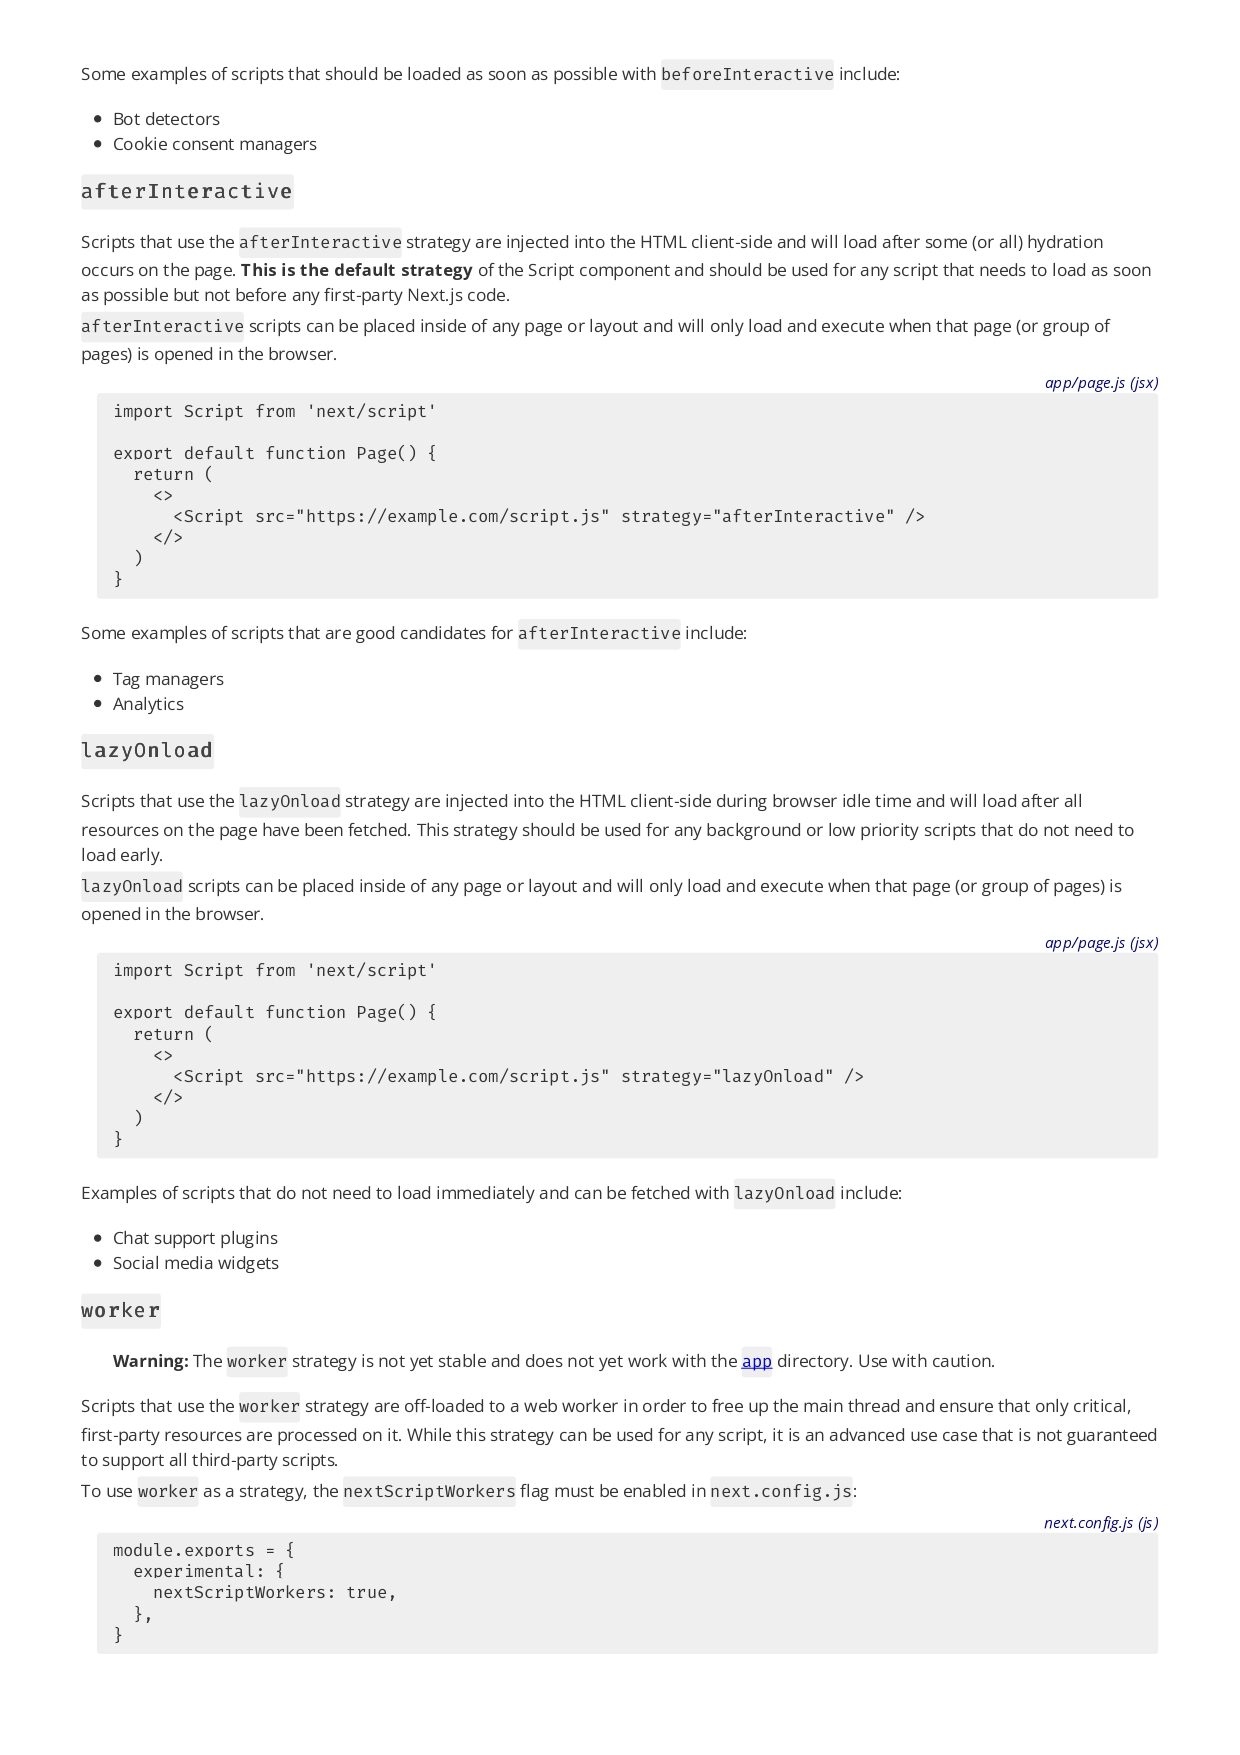 Some examples of scripts that should be loaded as soon as possible with beforeInteractive include:
• Bot detectors
• Cookie consent managers
afterInteractive
Scripts that use the afterInteractive strategy are injected into the HTML client-side and will load after some (or all) hydration
occurs on the page. This is the default strategy of the Script component and should be used for any script that needs to load as soon
as possible but not before any first-party Next.js code.
afterInteractive scripts can be placed inside of any page or layout and will only load and execute when that page (or group of
pages) is opened in the browser.
app/page.js (jsx)
import Script from 'next/script'
export default function Page() {
  return (
    <>
      <Script src="https://example.com/script.js" strategy="afterInteractive" />
    </>
  )
}
Some examples of scripts that are good candidates for afterInteractive include:
• Tag managers
• Analytics
lazyOnload
Scripts that use the lazyOnload strategy are injected into the HTML client-side during browser idle time and will load after all
resources on the page have been fetched. This strategy should be used for any background or low priority scripts that do not need to
load early.
lazyOnload scripts can be placed inside of any page or layout and will only load and execute when that page (or group of pages) is
opened in the browser.
app/page.js (jsx)
import Script from 'next/script'
export default function Page() {
  return (
    <>
      <Script src="https://example.com/script.js" strategy="lazyOnload" />
    </>
  )
}
Examples of scripts that do not need to load immediately and can be fetched with lazyOnload include:
• Chat support plugins
• Social media widgets
worker
Warning: The worker strategy is not yet stable and does not yet work with the app directory. Use with caution.
Scripts that use the worker strategy are off-loaded to a web worker in order to free up the main thread and ensure that only critical,
first-party resources are processed on it. While this strategy can be used for any script, it is an advanced use case that is not guaranteed
to support all third-party scripts.
To use worker as a strategy, the nextScriptWorkers flag must be enabled in next.config.js:
next.config.js (js)
module.exports = {
  experimental: {
    nextScriptWorkers: true,
  },
}